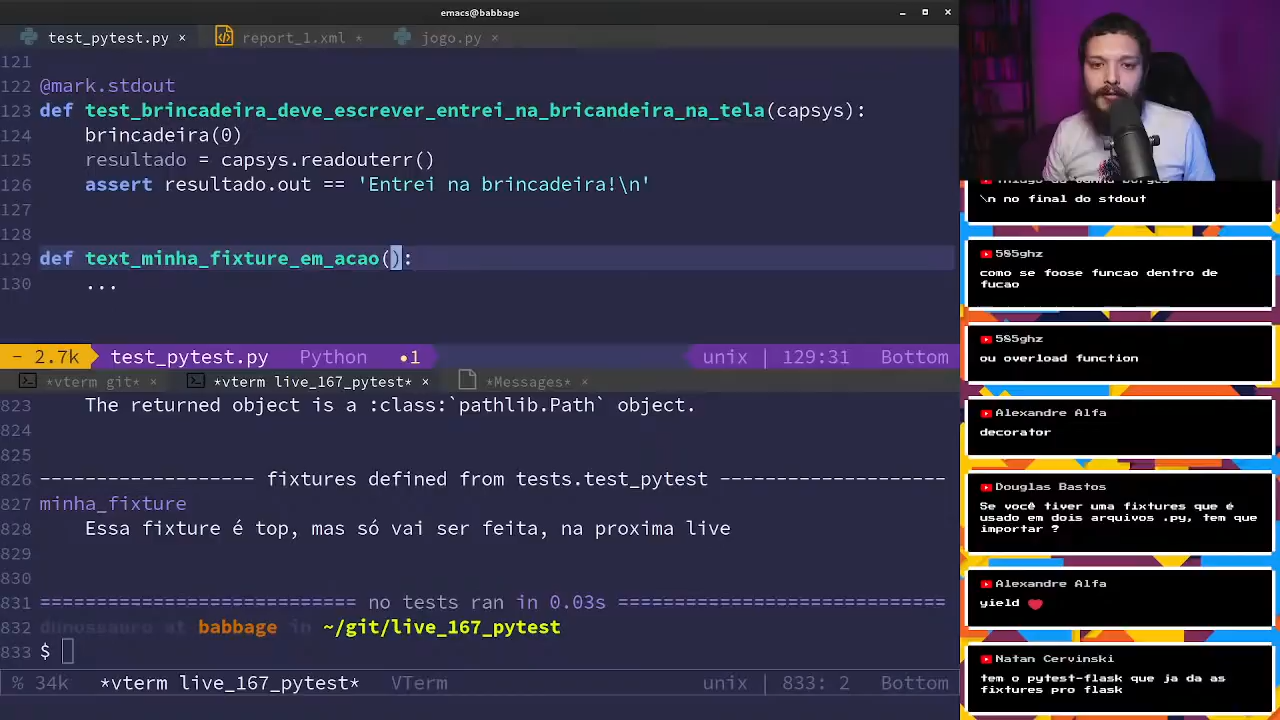 emacs@babbage
test_pytest.py × report_1.xml × jogo.py ×
121
122 @mark.stdout
123 def test_brincadeira_deve_escrever_entrei_na_bricandeira_na_tela(capsys):
124 brincadeira(0)
125 resultado = capsys.readouterr()
126 assert resultado.out == 'Entrei na brincadeira!\n'
127
128
129 def text_minha_fixture_em_acao():
130 ...
- 2.7k test_pytest.py Python •1 unix | 129:31 Bottom
*vterm git* × *vterm live_167_pytest* × *Messages* ×
823 The returned object is a :class:`pathlib.Path` object.
824
825
826 ------------------- fixtures defined from tests.test_pytest --------------------
827 minha_fixture
828 Essa fixture é top, mas só vai ser feita, na proxima live
829
830
831 ============================ no tests ran in 0.03s =============================
832 dunossauro at babbage in ~/git/live_167_pytest
833 $
% 34k *vterm live_167_pytest* VTerm unix | 833: 2 Bottom
\n no final do stdout
585ghz
como se foose funcao dentro de
fucao
585ghz
ou overload function
Alexandre Alfa
decorator
Douglas Bastos
Se você tiver uma fixtures que é
usado em dois arquivos .py, tem que
importar ?
Alexandre Alfa
yield ❤
Natan Cervinski
tem o pytest-flask que ja da as
fixtures pro flask